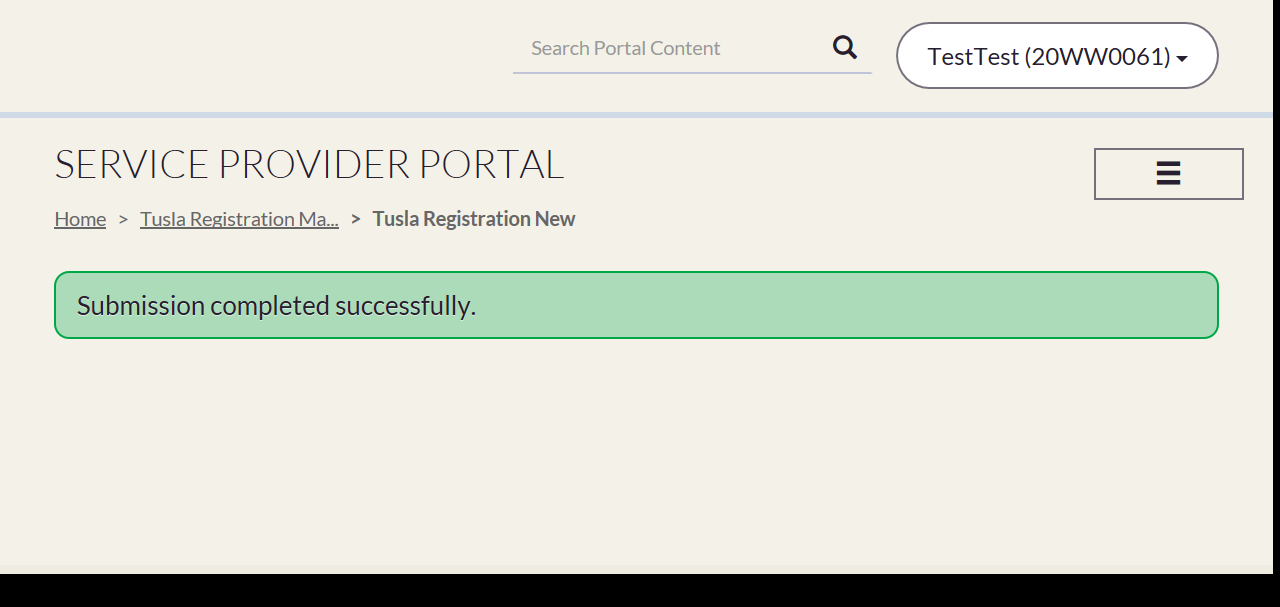 Search Portal Content
TestTest (20WW0061)
SERVICE PROVIDER PORTAL
Home > Tusla Registration Ma... > Tusla Registration New
Submission completed successfully.